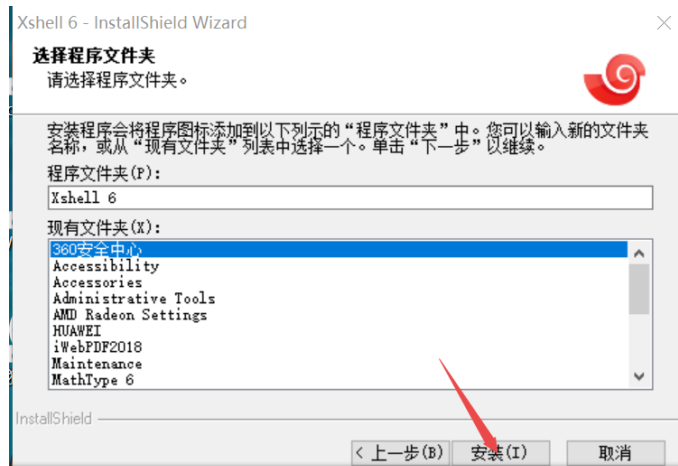 Xshell 6 - InstallShield Wizard
选择程序文件夹
请选择程序文件夹。
安装程序会将程序图标添加到以下列示的“程序文件夹”中。您可以输入新的文件夹
名称，或从“现有文件夹”列表中选择一个。单击“下一步”以继续。
程序文件夹(P):
Xshell 6
现有文件夹(X):
360安全中心
Accessibility
Accessories
Administrative Tools
AMD Radeon Settings
HUAWEI
iWebPDF2018
Maintenance
MathType 6
InstallShield
< 上一步(B) 安装(I) 取消